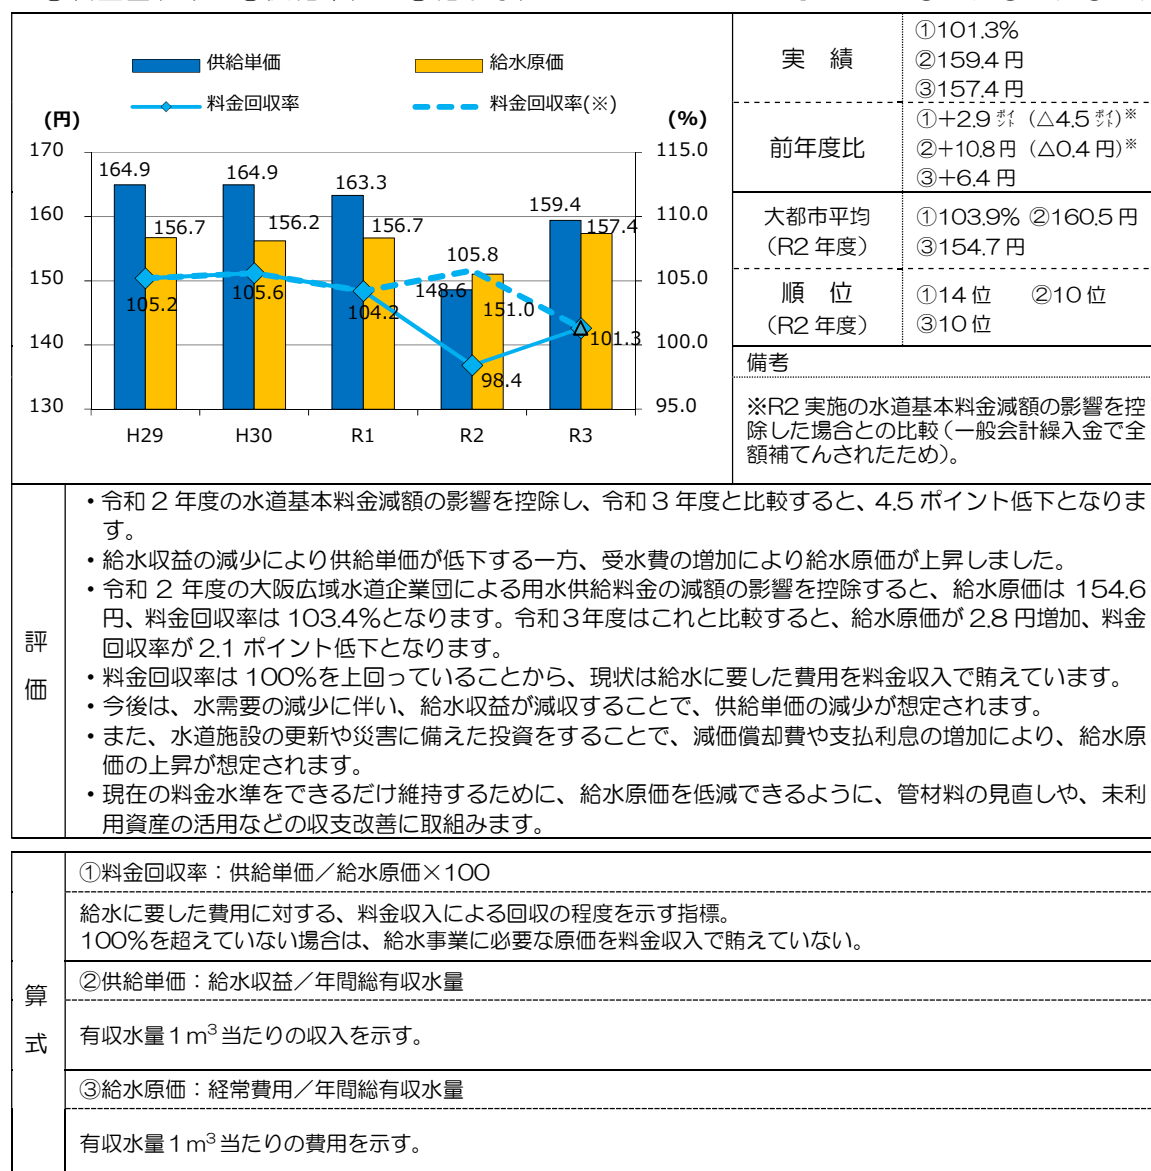 供給単価
給水原価
料金回収率
料金回収率(※)
(円)
(%)
170
160
150
140
130
115.0
110.0
105.0
100.0
95.0
164.9
156.7
164.9
156.2
163.3
156.7
105.8
148.6
151.0
159.4
157.4
105.2
105.6
104.2
98.4
101.3
H29
H30
R1
R2
R3
実　績
①101.3%
②159.4円
③157.4円
前年度比
①+2.9ポイント（△4.5ポイント）※
②+10.8円（△0.4円）※
③+6.4円
大都市平均
（R2年度）
①103.9% ②160.5円
③154.7円
順　位
（R2年度）
①14位　②10位
③10位
備考
※R2実施の水道基本料金減額の影響を控
除した場合との比較（一般会計繰入金で全
額補てんされたため）。
評
価
・令和2年度の水道基本料金減額の影響を控除し、令和3年度と比較すると、4.5ポイント低下となりま
す。
・給水収益の減少により供給単価が低下する一方、受水費の増加により給水原価が上昇しました。
・令和2年度の大阪広域水道企業団による用水供給料金の減額の影響を控除すると、給水原価は154.6
円、料金回収率は103.4%となります。令和3年度はこれと比較すると、給水原価が2.8円増加、料金
回収率が2.1ポイント低下となります。
・料金回収率は100%を上回っていることから、現状は給水に要した費用を料金収入で賄えています。
・今後は、水需要の減少に伴い、給水収益が減収することで、供給単価の減少が想定されます。
・また、水道施設の更新や災害に備えた投資をすることで、減価償却費や支払利息の増加により、給水原
価の上昇が想定されます。
・現在の料金水準をできるだけ維持するために、給水原価を低減できるように、管材料の見直しや、未利
用資産の活用などの収支改善に取組みます。
算
式
①料金回収率：供給単価／給水原価×100
給水に要した費用に対する、料金収入による回収の程度を示す指標。
100%を超えていない場合は、給水事業に必要な原価を料金収入で賄えていない。
②供給単価：給水収益／年間総有収水量
有収水量1m³当たりの収入を示す。
③給水原価：経常費用／年間総有収水量
有収水量1m³当たりの費用を示す。